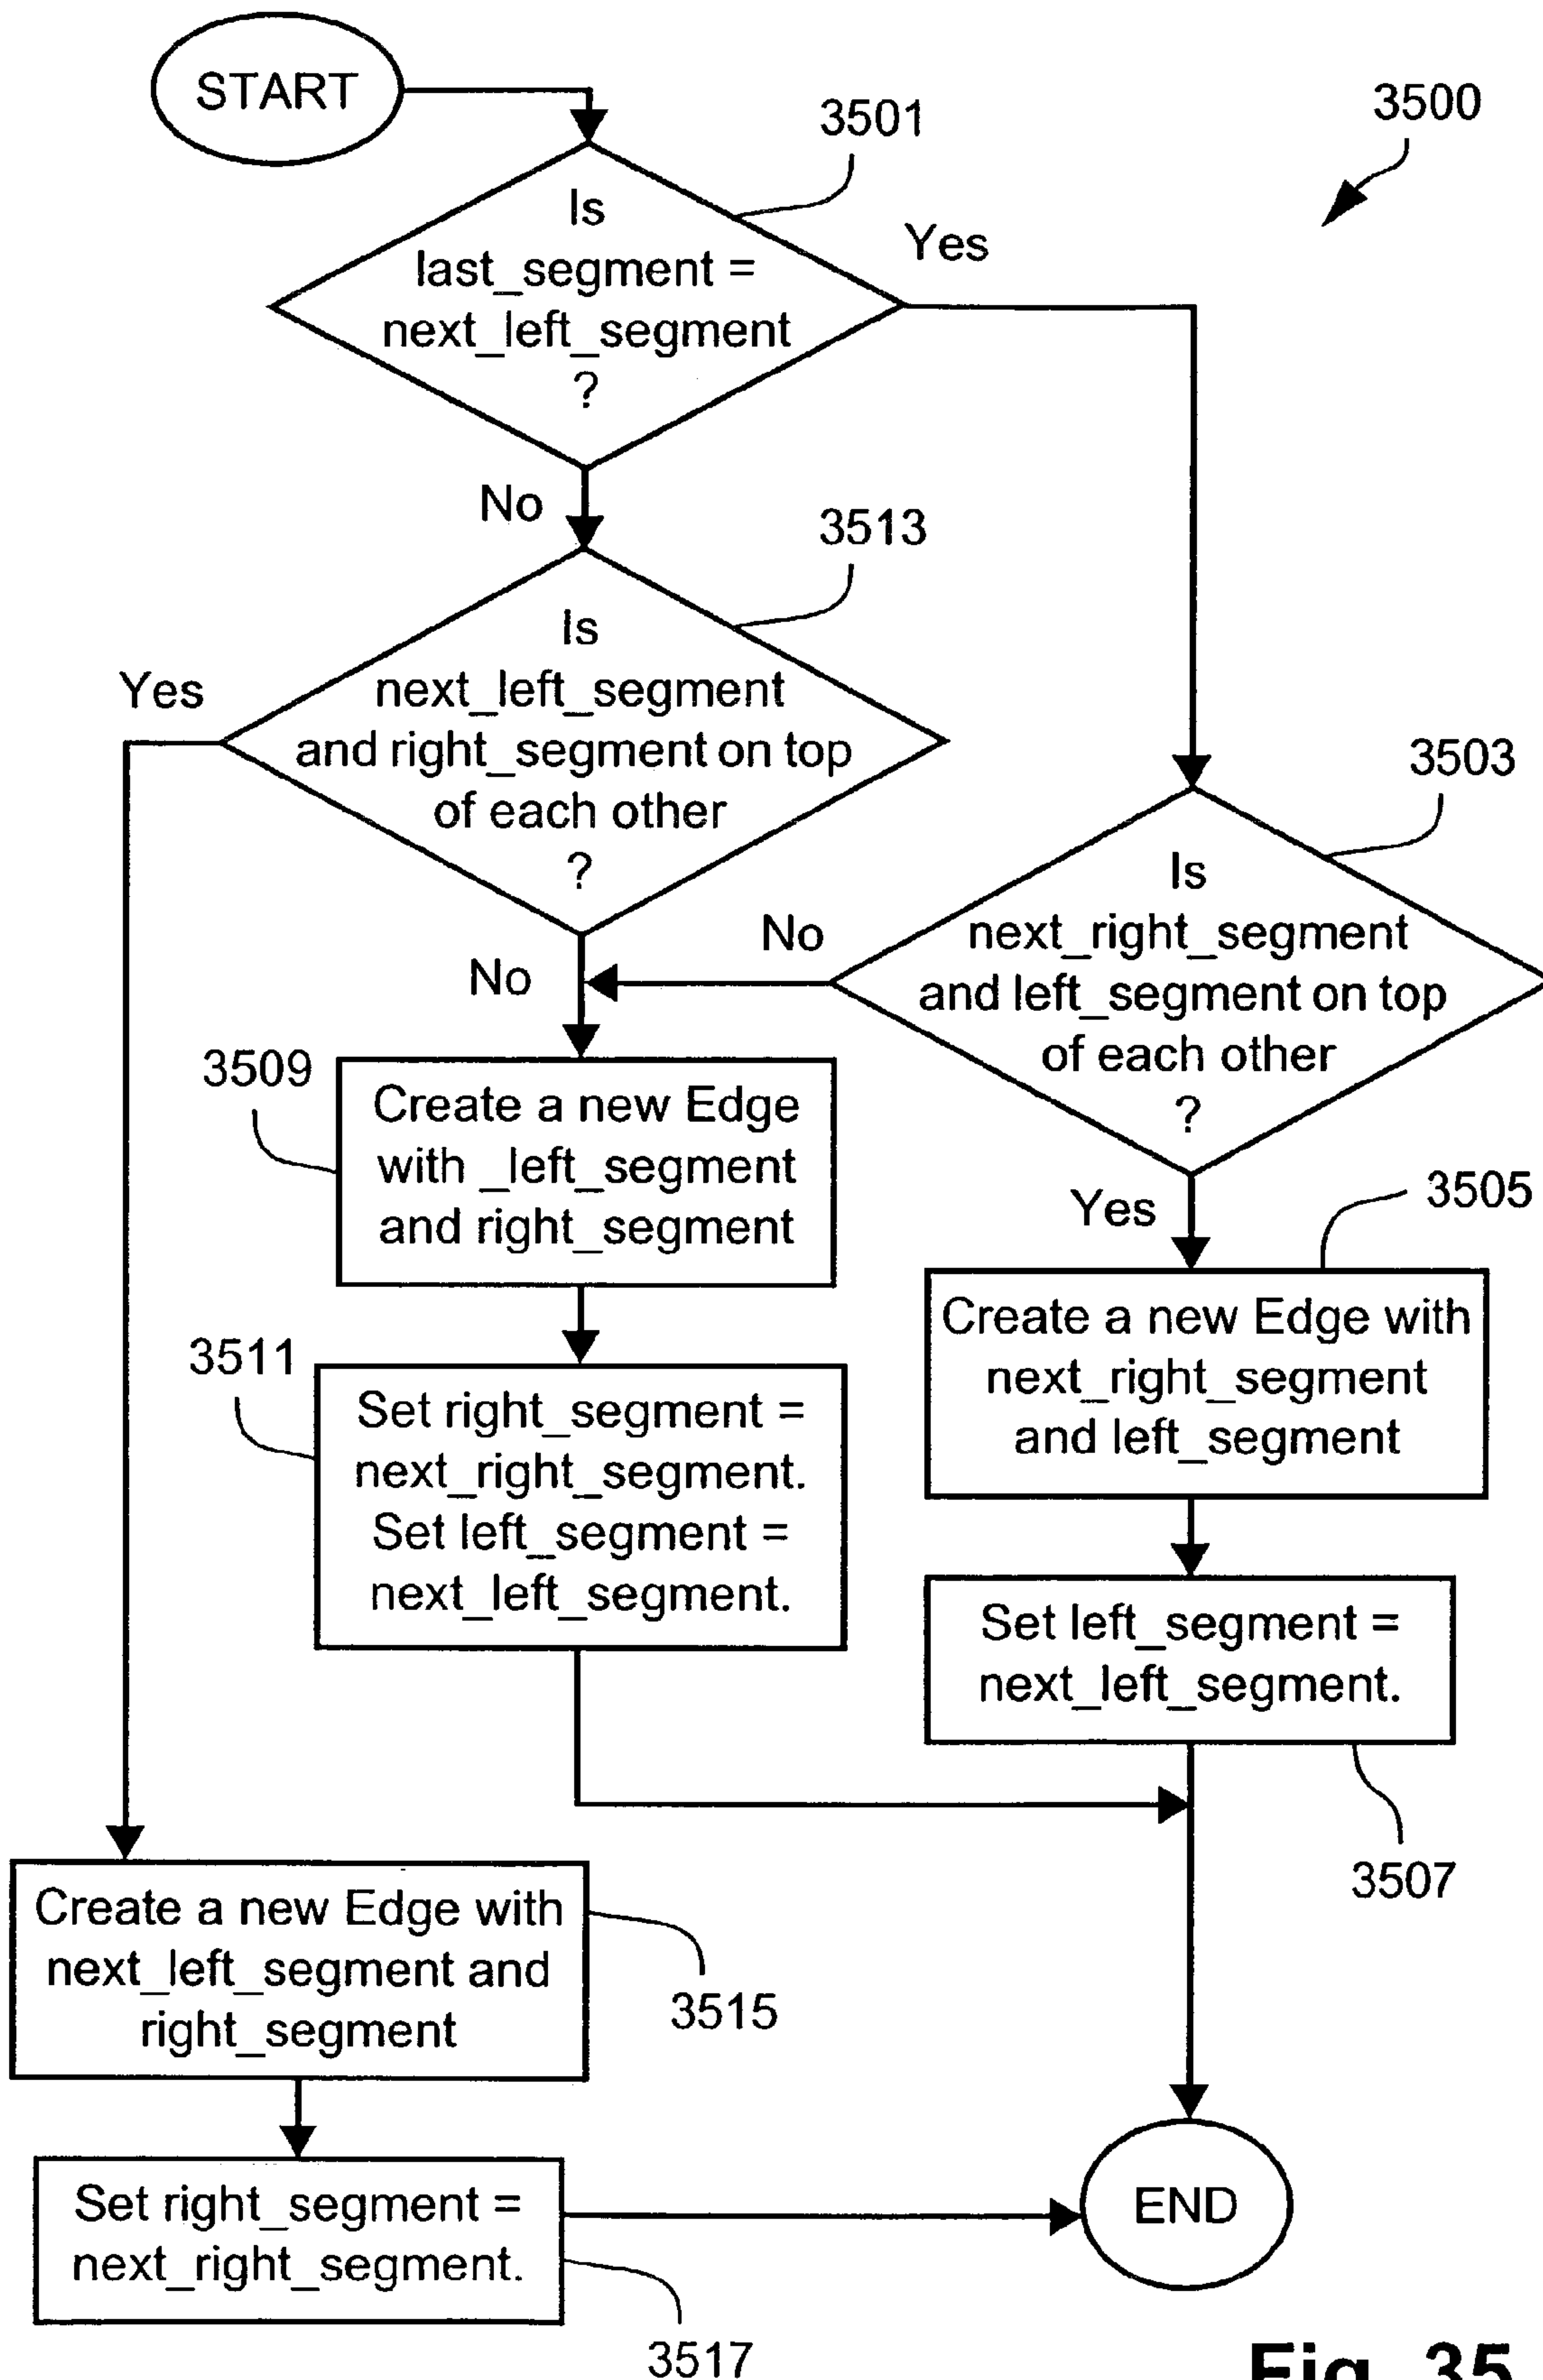 START
3501
3500
Is
last_segment =
next_left_segment
?
Yes
No
3513
Is
next_left_segment
and right_segment on top
of each other
?
Yes
No
3503
Is
next_right_segment
and left_segment on top
of each other
?
No
Yes
3509
Create a new Edge
with _left_segment
and right_segment
3505
Create a new Edge with
next_right_segment
and left_segment
3511
Set right_segment =
next_right_segment.
Set left_segment =
next_left_segment.
Set left_segment =
next_left_segment.
3507
Create a new Edge with
next_left_segment and
right_segment
3515
Set right_segment =
next_right_segment.
3517
END
Fig. 35